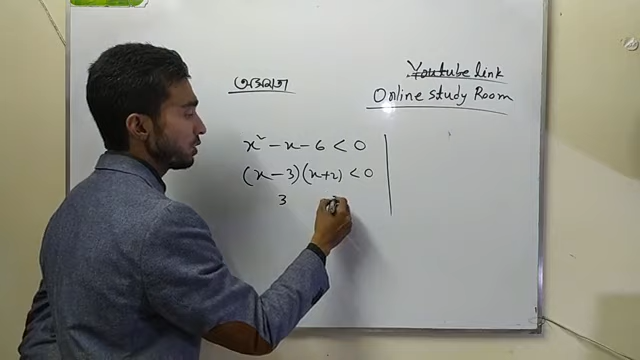 Youtube link
Online study Room
x² - x - 6 < 0
(x - 3)(x + 2) < 0
3